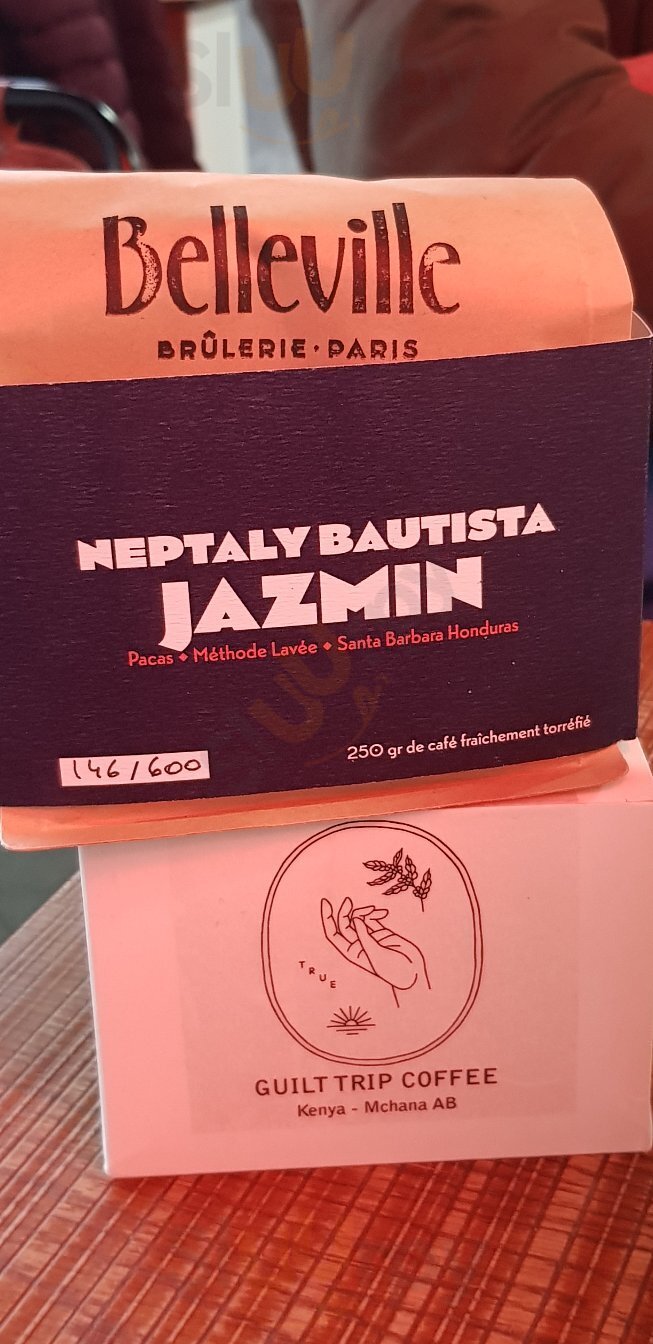 Belleville
BRÛLERIE · PARIS
NEPTALY BAUTISTA
JAZMIN
Pacas ◆ Méthode Lavée ◆ Santa Barbara Honduras
250 gr de café fraîchement torréfié
146/600
TRUE
GUILT TRIP COFFEE
Kenya - Mchana AB